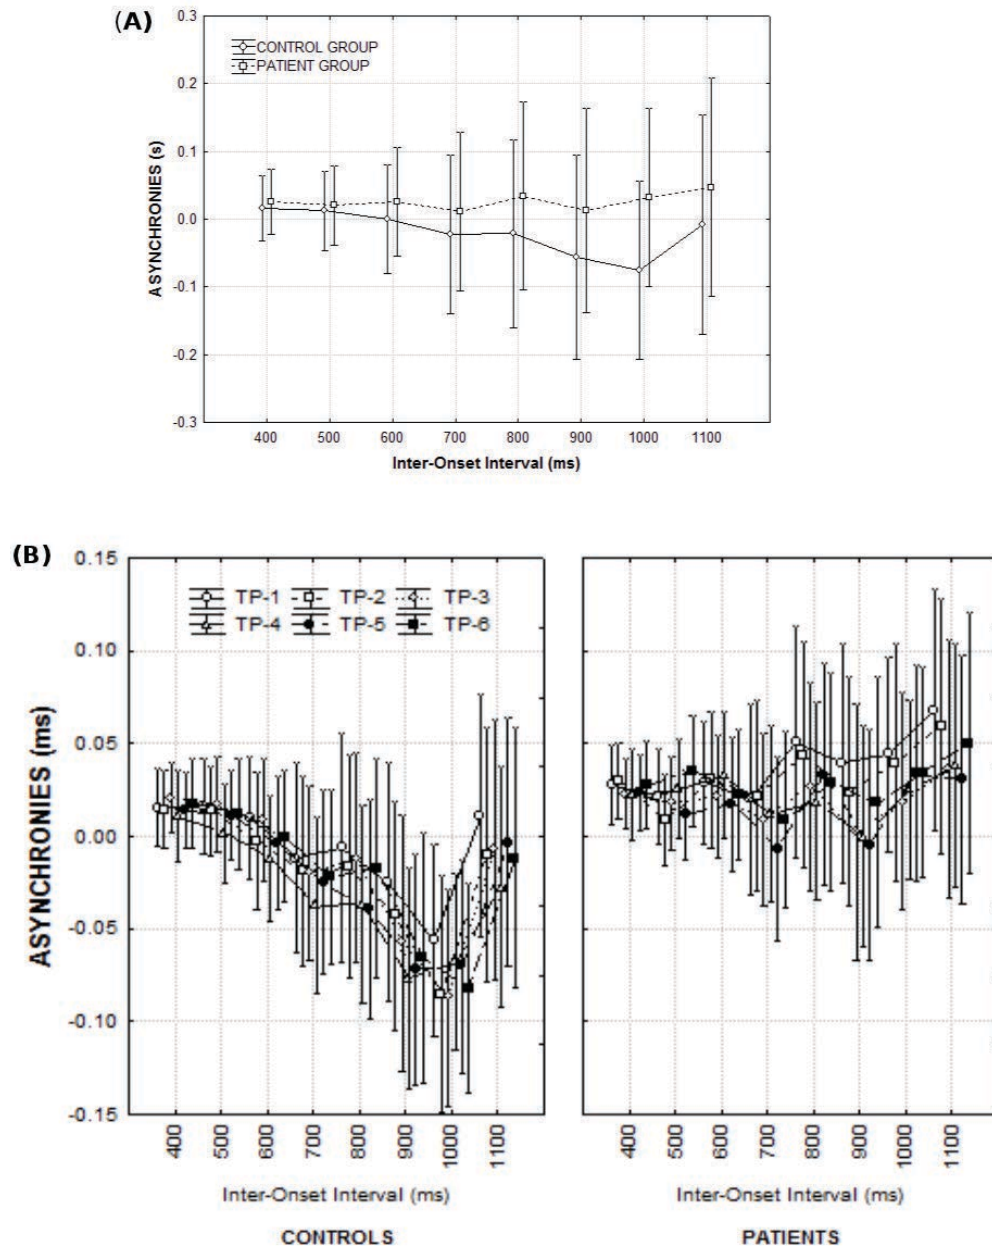 (A)
0.3
0.2
0.1
0.0
-0.1
-0.2
-0.3
ASYNCHRONIES (s)
CONTROL GROUP
PATIENT GROUP
400 500 600 700 800 900 1000 1100
Inter-Onset Interval (ms)
(B)
0.15
0.10
0.05
0.00
-0.05
-0.10
-0.15
ASYNCHRONIES (ms)
TP-1 TP-2 TP-3
TP-4 TP-5 TP-6
400 500 600 700 800 900 1000 1100
400 500 600 700 800 900 1000 1100
Inter-Onset Interval (ms)
Inter-Onset Interval (ms)
CONTROLS
PATIENTS